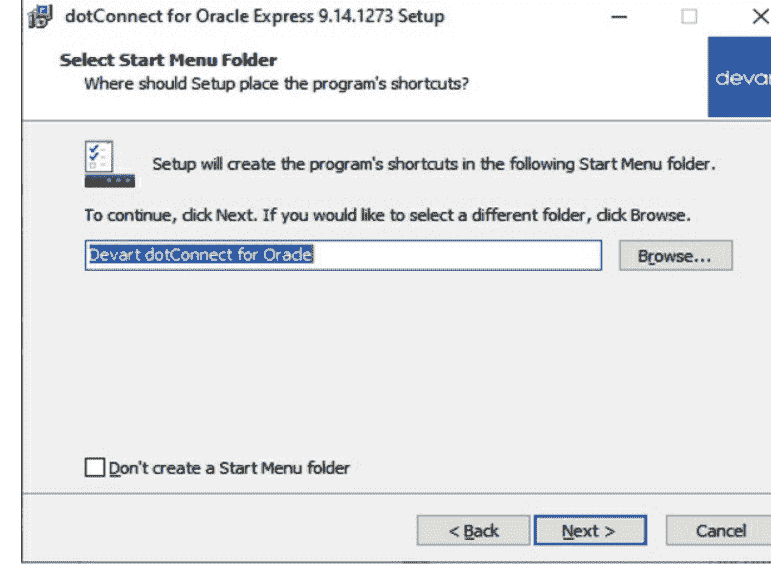 dotConnect for Oracle Express 9.14.1273 Setup
Select Start Menu Folder
Where should Setup place the program's shortcuts?
Setup will create the program's shortcuts in the following Start Menu folder.
To continue, click Next. If you would like to select a different folder, click Browse.
Devart dotConnect for Oracle
Browse...
Don't create a Start Menu folder
< Back
Next >
Cancel